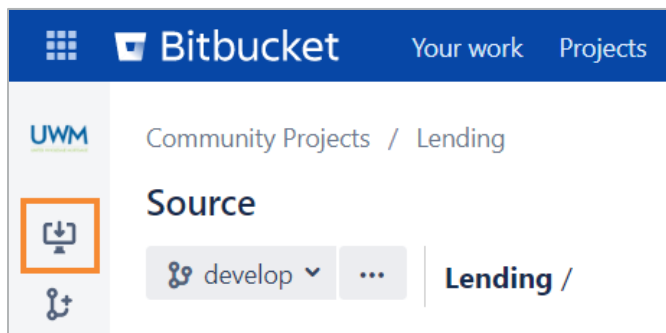 Bitbucket Your work Projects
UWM
Community Projects / Lending
Source
develop ... Lending /